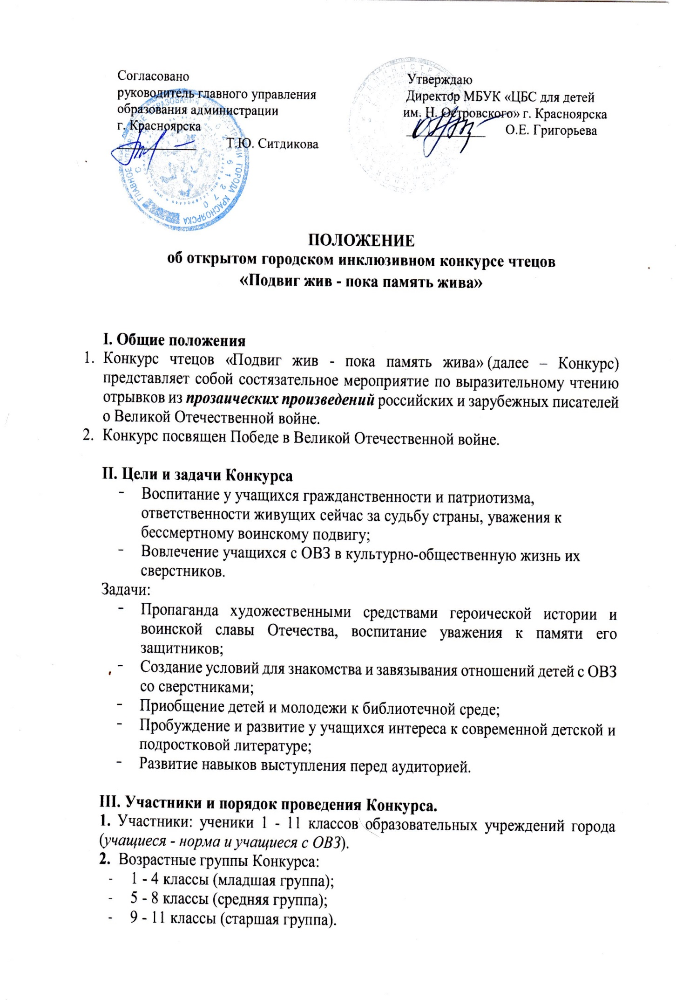 Согласовано
руководитель главного управления
образования администрации
г. Красноярска
Т.Ю. Ситдикова
Утверждаю
Директор МБУК «ЦБС для детей
им. Н. Островского» г. Красноярска
О.Е. Григорьева
ГЛАВНОЕ УПРАВЛЕНИЕ ОБРАЗОВАНИЯ АДМИНИСТРАЦИИ ГОРОДА КРАСНОЯРСКА
ПОЛОЖЕНИЕ
об открытом городском инклюзивном конкурсе чтецов
«Подвиг жив - пока память жива»
I. Общие положения
1. Конкурс чтецов «Подвиг жив - пока память жива» (далее – Конкурс)
представляет собой состязательное мероприятие по выразительному чтению
отрывков из прозаических произведений российских и зарубежных писателей
о Великой Отечественной войне.
2. Конкурс посвящен Победе в Великой Отечественной войне.
II. Цели и задачи Конкурса
- Воспитание у учащихся гражданственности и патриотизма,
ответственности живущих сейчас за судьбу страны, уважения к
бессмертному воинскому подвигу;
- Вовлечение учащихся с ОВЗ в культурно-общественную жизнь их
сверстников.
Задачи:
- Пропаганда художественными средствами героической истории и
воинской славы Отечества, воспитание уважения к памяти его
защитников;
- Создание условий для знакомства и завязывания отношений детей с ОВЗ
со сверстниками;
- Приобщение детей и молодежи к библиотечной среде;
- Пробуждение и развитие у учащихся интереса к современной детской и
подростковой литературе;
- Развитие навыков выступления перед аудиторией.
III. Участники и порядок проведения Конкурса.
1. Участники: ученики 1 - 11 классов образовательных учреждений города
(учащиеся - норма и учащиеся с ОВЗ).
2. Возрастные группы Конкурса:
- 1 - 4 классы (младшая группа);
- 5 - 8 классы (средняя группа);
- 9 - 11 классы (старшая группа).